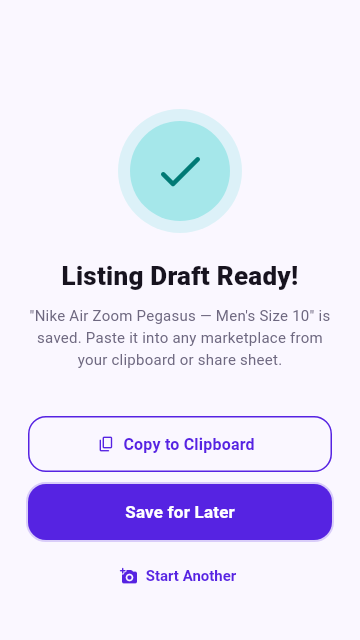 Listing Draft Ready!
"Nike Air Zoom Pegasus — Men's Size 10" is
saved. Paste it into any marketplace from
your clipboard or share sheet.
Copy to Clipboard
Save for Later
Start Another